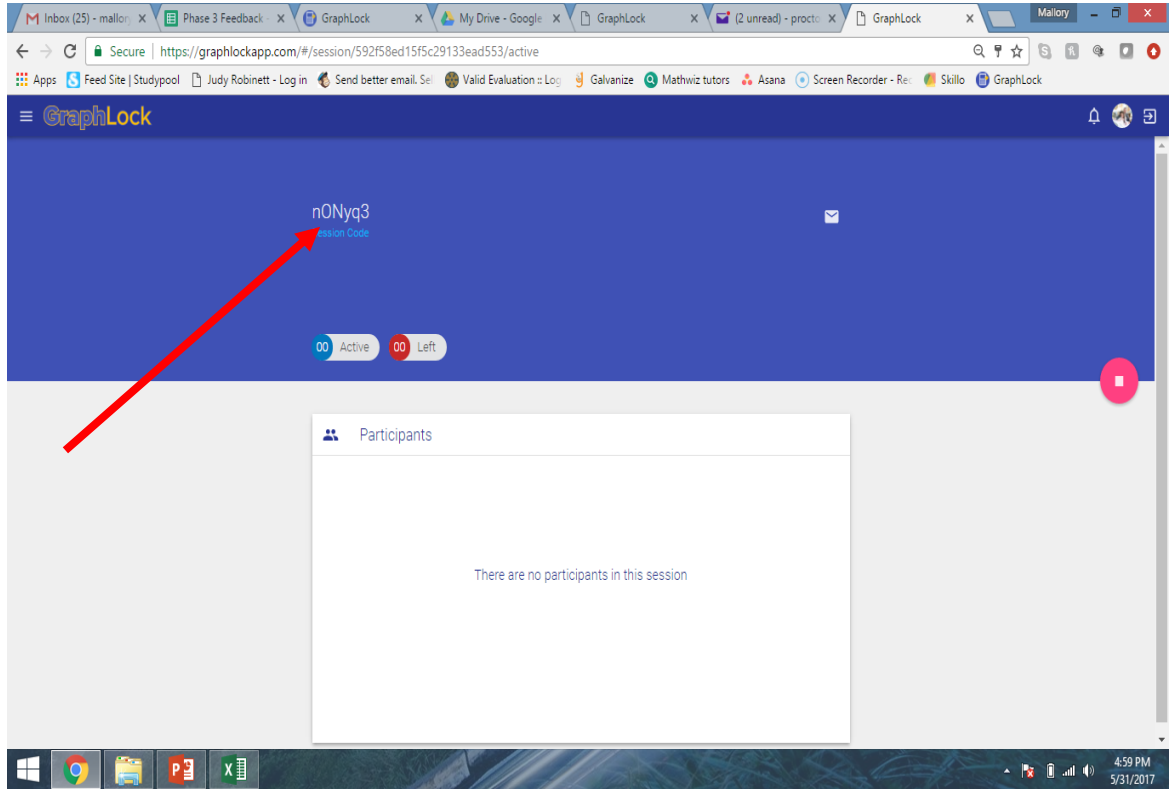 Inbox (25) - mallory
Phase 3 Feedback -
GraphLock
My Drive - Google
GraphLock
(2 unread) - procto
GraphLock
Mallory
Secure | https://graphlockapp.com/#/session/592f58ed15f5c29133ead553/active
Apps Feed Site | Studypool Judy Robinett - Log in Send better email. Sel Valid Evaluation :: Log Galvanize Mathwiz tutors Asana Screen Recorder - Rec Skillo GraphLock
GraphLock
nONyq3
Session Code
00 Active 00 Left
Participants
There are no participants in this session
4:59 PM
5/31/2017